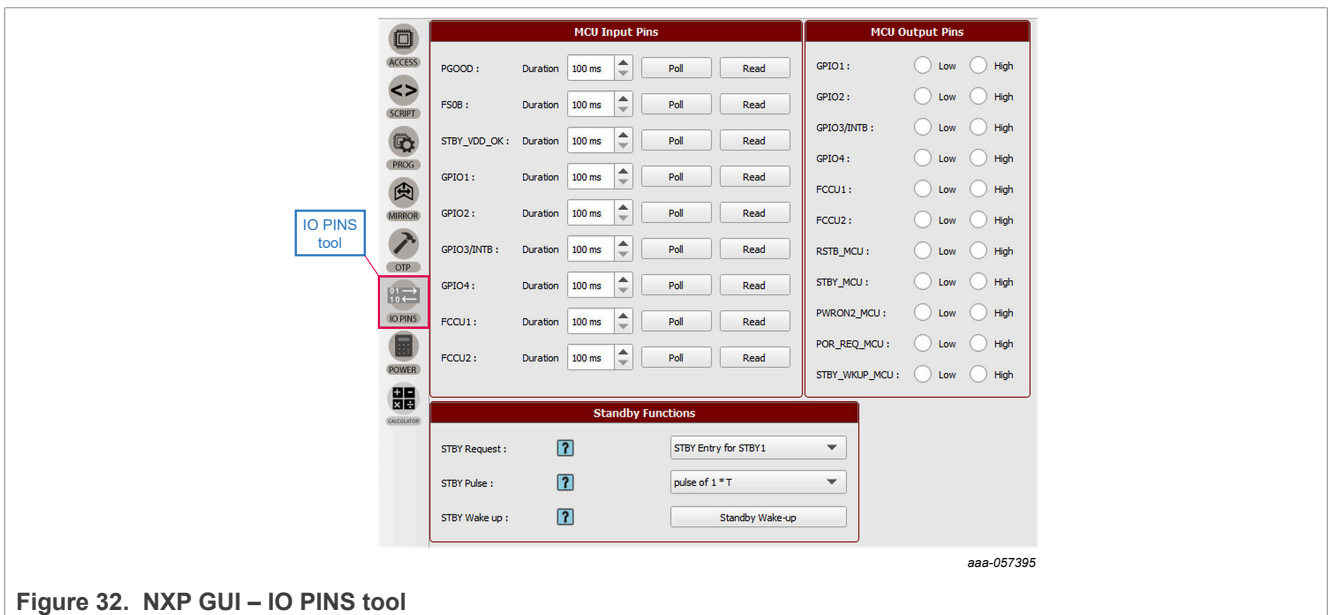 MCU Input Pins
PGOOD : Duration 100 ms Poll Read
FS0B : Duration 100 ms Poll Read
STBY_VDD_OK : Duration 100 ms Poll Read
GPIO1 : Duration 100 ms Poll Read
GPIO2 : Duration 100 ms Poll Read
GPIO3/INTB : Duration 100 ms Poll Read
GPIO4 : Duration 100 ms Poll Read
FCCU1 : Duration 100 ms Poll Read
FCCU2 : Duration 100 ms Poll Read
MCU Output Pins
GPIO1 : Low High
GPIO2 : Low High
GPIO3/INTB : Low High
GPIO4 : Low High
FCCU1 : Low High
FCCU2 : Low High
RSTB_MCU : Low High
STBY_MCU : Low High
PWRON2_MCU : Low High
POR_REQ_MCU : Low High
STBY_WKUP_MCU : Low High
ACCESS
<>
SCRIPT
PROG
MIRROR
OTP
01→
10←
IO PINS
POWER
+ -
× ÷
CALCULATOR
IO PINS
tool
Standby Functions
STBY Request : ? STBY Entry for STBY1
STBY Pulse : ? pulse of 1 * T
STBY Wake up : ? Standby Wake-up
aaa-057395
Figure 32. NXP GUI – IO PINS tool